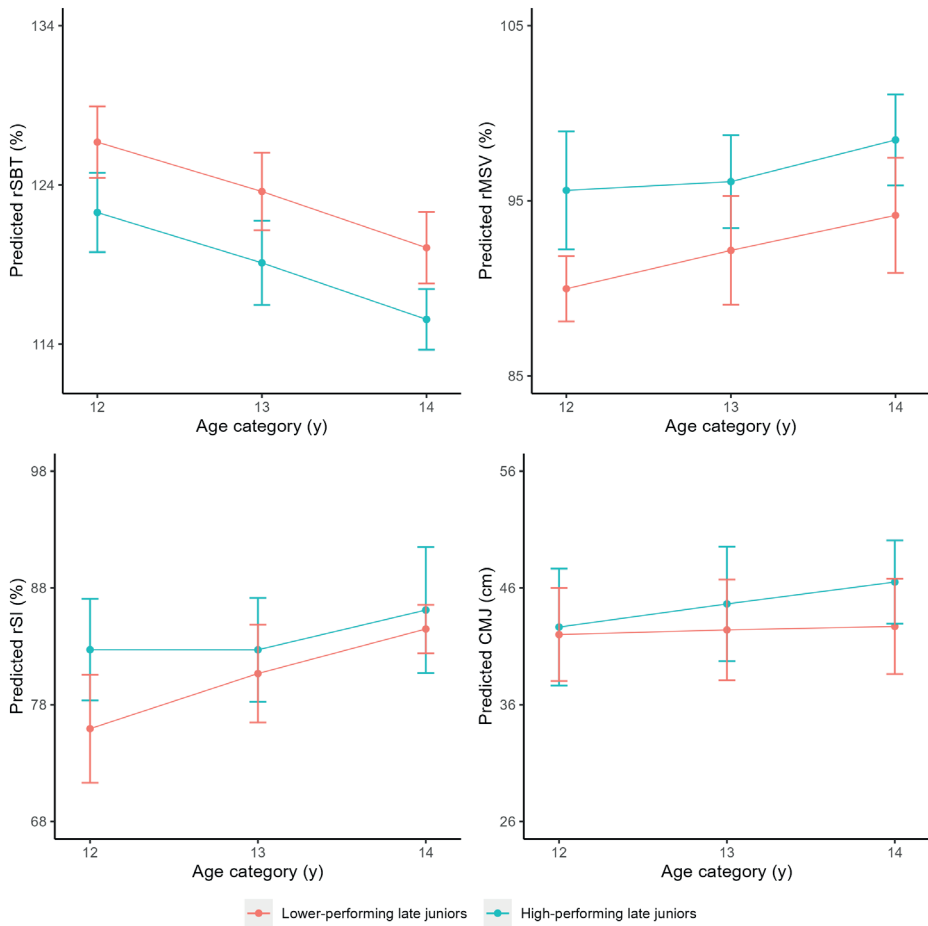 134
124
114
Predicted rSBT (%)
12 13 14
Age category (y)
105
95
85
Predicted rMSV (%)
12 13 14
Age category (y)
98
88
78
68
Predicted rSI (%)
12 13 14
Age category (y)
56
46
36
26
Predicted CMJ (cm)
12 13 14
Age category (y)
Lower-performing late juniors High-performing late juniors